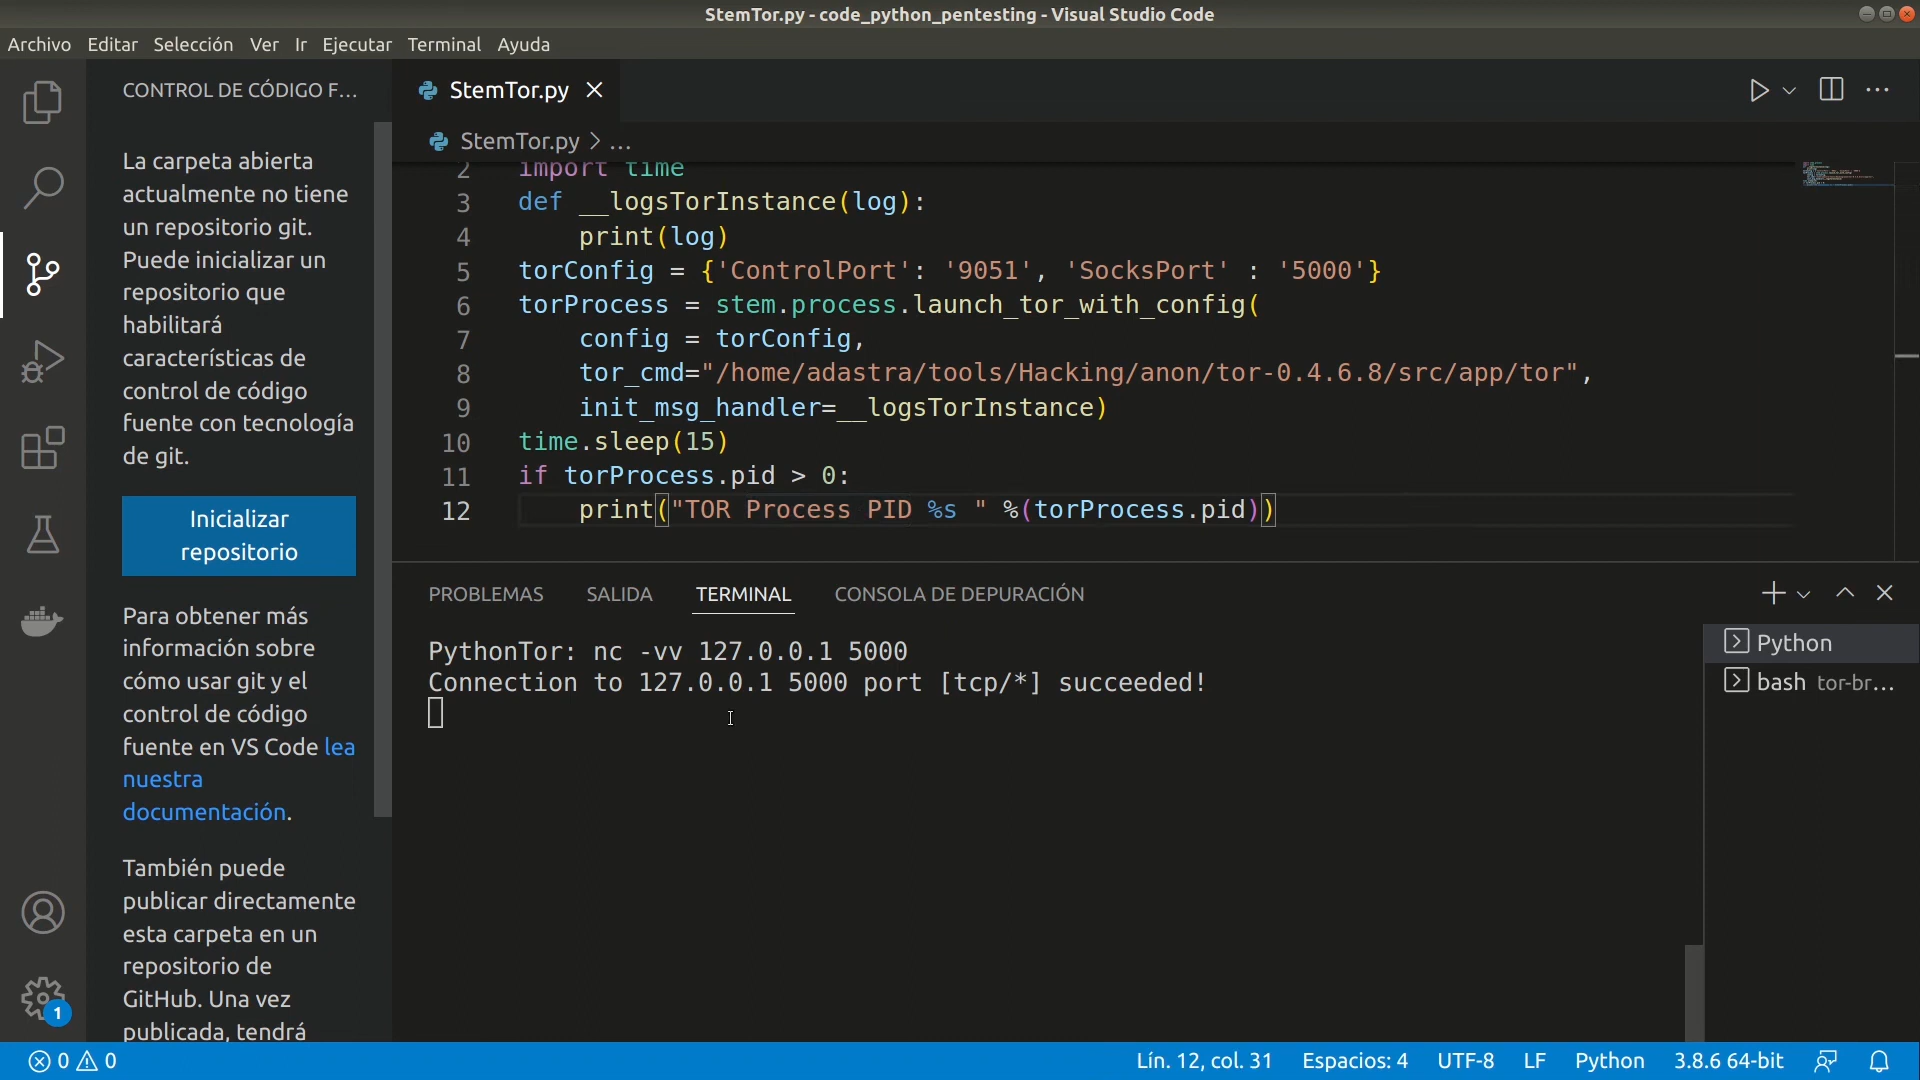 StemTor.py - code_python_pentesting - Visual Studio Code
Archivo Editar Selección Ver Ir Ejecutar Terminal Ayuda
CONTROL DE CÓDIGO F...
La carpeta abierta
actualmente no tiene
un repositorio git.
Puede inicializar un
repositorio que
habilitará
características de
control de código
fuente con tecnología
de git.
Inicializar
repositorio
Para obtener más
información sobre
cómo usar git y el
control de código
fuente en VS Code lea
nuestra
documentación.
También puede
publicar directamente
esta carpeta en un
repositorio de
GitHub. Una vez
publicada, tendrá
1
StemTor.py
StemTor.py > ...
2 import time
3 def __logsTorInstance(log):
4     print(log)
5 torConfig = {'ControlPort': '9051', 'SocksPort' : '5000'}
6 torProcess = stem.process.launch_tor_with_config(
7     config = torConfig,
8     tor_cmd="/home/adastra/tools/Hacking/anon/tor-0.4.6.8/src/app/tor",
9     init_msg_handler=__logsTorInstance)
10 time.sleep(15)
11 if torProcess.pid > 0:
12     print("TOR Process PID %s " %(torProcess.pid))
PROBLEMAS SALIDA TERMINAL CONSOLA DE DEPURACIÓN
PythonTor: nc -vv 127.0.0.1 5000
Connection to 127.0.0.1 5000 port [tcp/*] succeeded!
Python
bash tor-br...
0 0 Lín. 12, col. 31 Espacios: 4 UTF-8 LF Python 3.8.6 64-bit